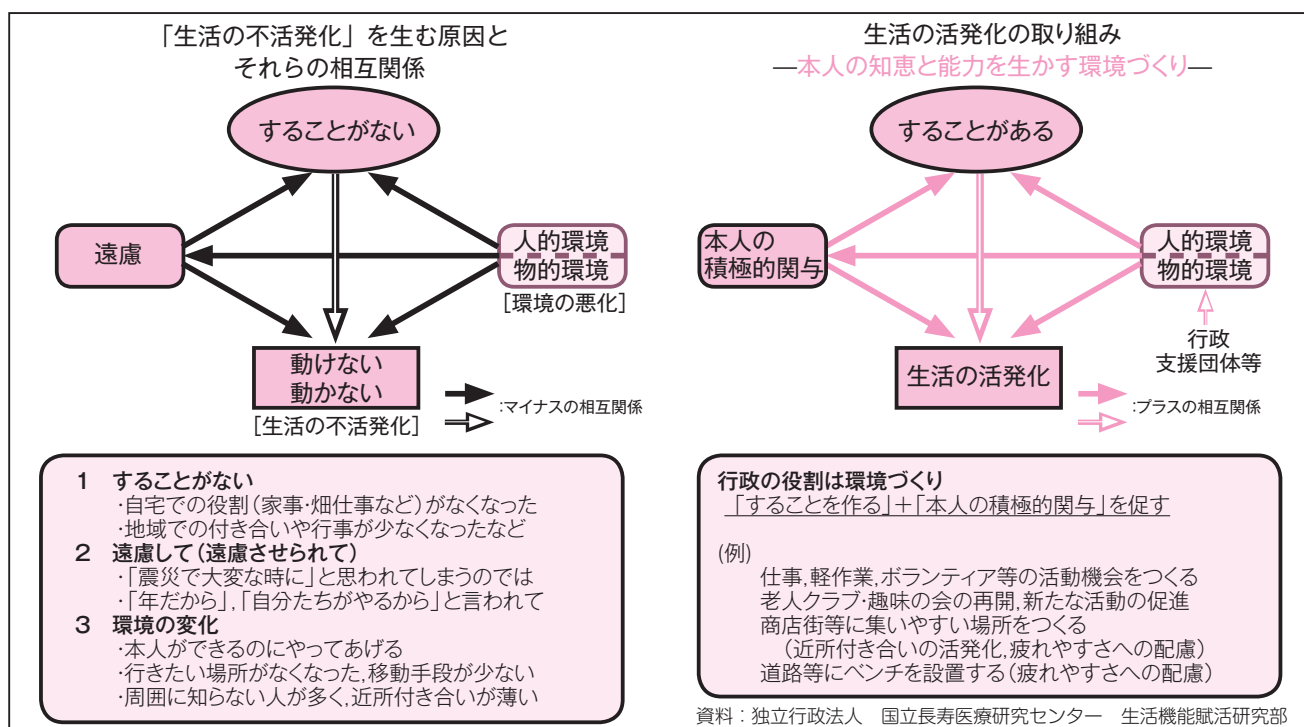 「生活の不活発化」を生む原因と
それらの相互関係
することがない
遠慮
人的環境
物的環境
[環境の悪化]
動けない
動かない
[生活の不活発化]
:マイナスの相互関係
1 することがない
・自宅での役割(家事・畑仕事など)がなくなった
・地域での付き合いや行事が少なくなったなど
2 遠慮して(遠慮させられて)
・「震災で大変な時に」と思われてしまうのでは
・「年だから」,「自分たちがやるから」と言われて
3 環境の変化
・本人ができるのにやってあげる
・行きたい場所がなくなった,移動手段が少ない
・周囲に知らない人が多く,近所付き合いが薄い
生活の活発化の取り組み
―本人の知恵と能力を生かす環境づくり―
することがある
本人の
積極的関与
人的環境
物的環境
行政
支援団体等
生活の活発化
:プラスの相互関係
行政の役割は環境づくり
「することを作る」+「本人の積極的関与」を促す
(例)
仕事,軽作業,ボランティア等の活動機会をつくる
老人クラブ・趣味の会の再開,新たな活動の促進
商店街等に集いやすい場所をつくる
(近所付き合いの活発化,疲れやすさへの配慮)
道路等にベンチを設置する(疲れやすさへの配慮)
資料:独立行政法人 国立長寿医療研究センター 生活機能賦活研究部